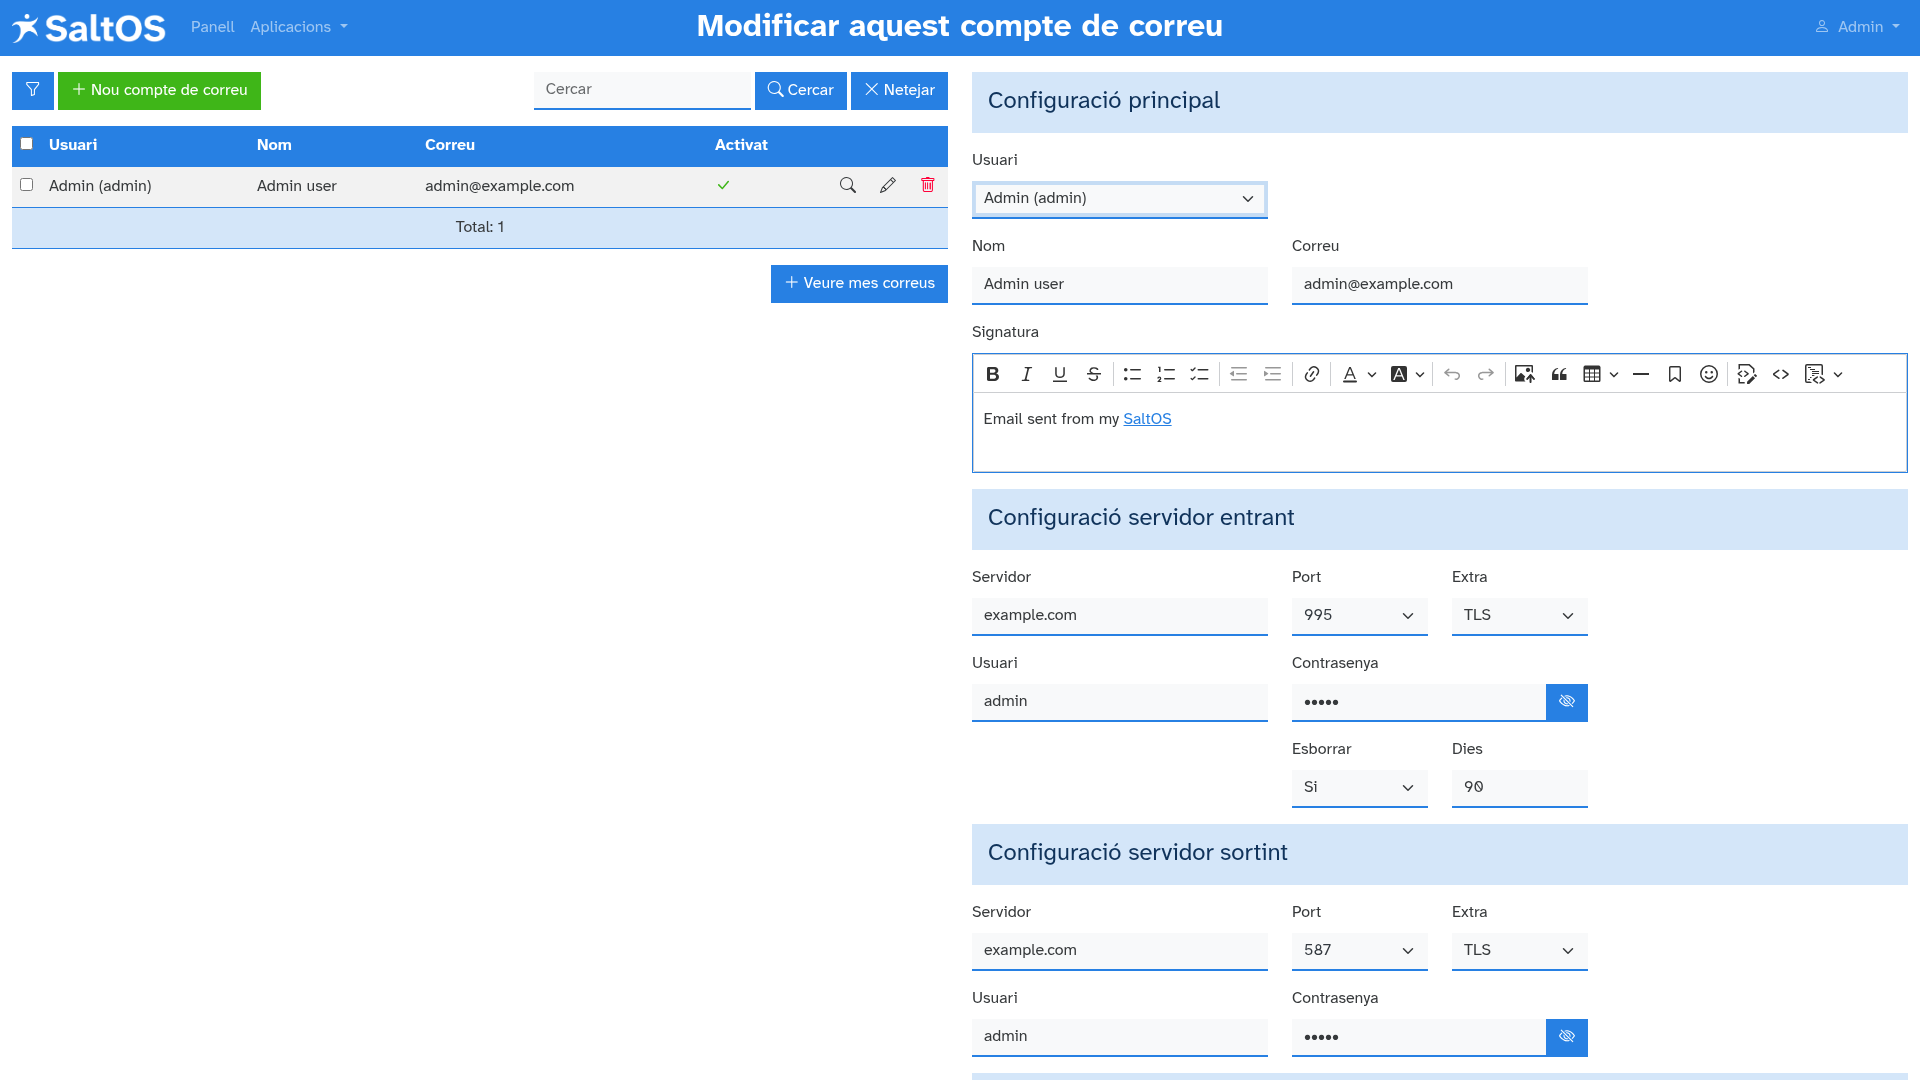 SaltOS Panell Aplicacions Modificar aquest compte de correu Admin
Nou compte de correu Cercar Cercar Netejar
Usuari Nom Correu Activat
Admin (admin) Admin user admin@example.com
Total: 1
Veure mes correus
Configuració principal
Usuari
Admin (admin)
Nom Correu
Admin user admin@example.com
Signatura
Email sent from my SaltOS
Configuració servidor entrant
Servidor Port Extra
example.com 995 TLS
Usuari Contrasenya
admin •••••
Esborrar Dies
Si 90
Configuració servidor sortint
Servidor Port Extra
example.com 587 TLS
Usuari Contrasenya
admin •••••